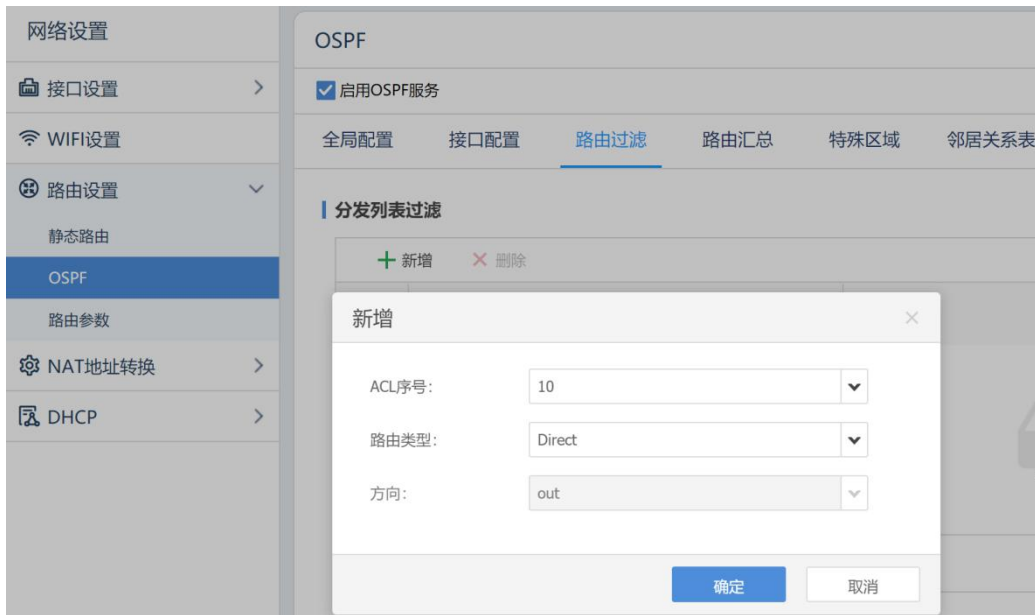 网络设置
接口设置
WIFI设置
路由设置
静态路由
OSPF
路由参数
NAT地址转换
DHCP
OSPF
启用OSPF服务
全局配置 接口配置 路由过滤 路由汇总 特殊区域 邻居关系表
分发列表过滤
新增 删除
新增
ACL序号: 10
路由类型: Direct
方向: out
确定 取消